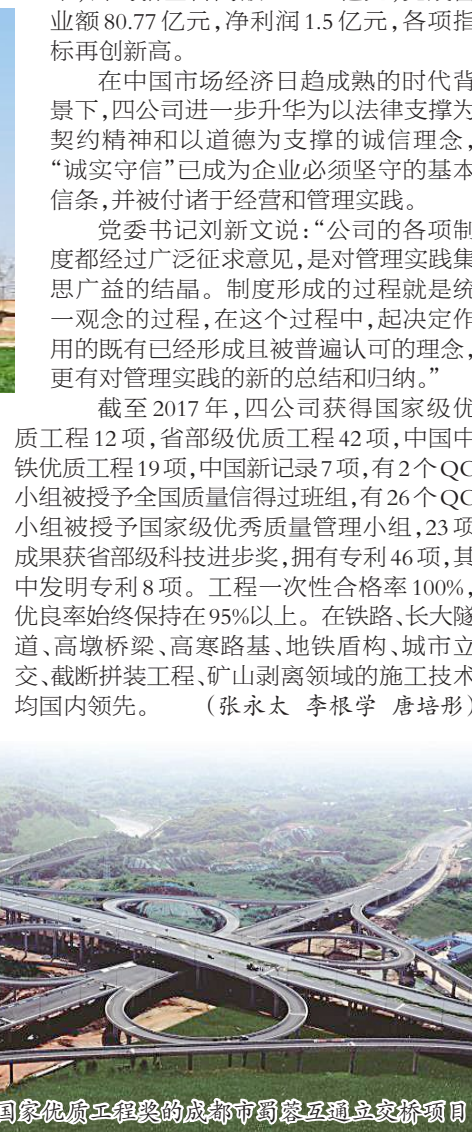 业额80.77亿元,净利润1.5亿元,各项指
标再创新高。
在中国市场经济日趋成熟的时代背
景下,四公司进一步升华为以法律支撑为
契约精神和以道德为支撑的诚信理念,
“诚实守信”已成为企业必须坚守的基本
信条,并被付诸于经营和管理实践。
党委书记刘新文说:“公司的各项制
度都经过广泛征求意见,是对管理实践集
思广益的结晶。制度形成的过程就是统
一观念的过程,在这个过程中,起决定作
用的既有已经形成且被普遍认可的理念,
更有对管理实践的新的总结和归纳。”
截至2017年,四公司获得国家级优
质工程12项,省部级优质工程42项,中国中
铁优质工程19项,中国新记录7项,有2个QC
小组被授予全国质量信得过班组,有26个QC
小组被授予国家级优秀质量管理小组,23项
成果获省部级科技进步奖,拥有专利46项,其
中发明专利8项。工程一次性合格率100%,
优良率始终保持在95%以上。在铁路、长大隧
道、高墩桥梁、高寒路基、地铁盾构、城市立
交、截断拼装工程、矿山剥离领域的施工技术
均国内领先。 (张永太 李根学 唐培彤)
国家优质工程奖的成都市蜀蓉互通立交桥项目